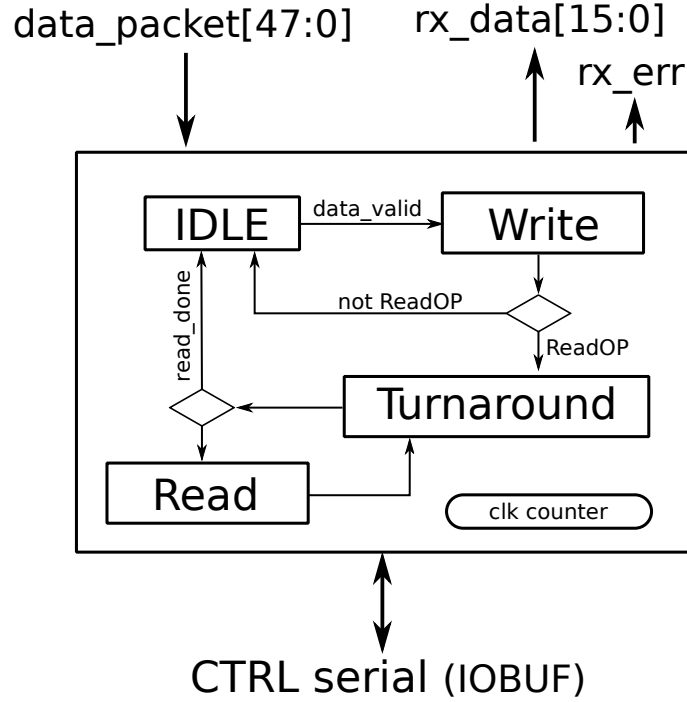 data_packet[47:0]
rx_data[15:0]
rx_err
IDLE
data_valid
Write
not ReadOP
read_done
ReadOP
Turnaround
Read
clk counter
CTRL serial (IOBUF)